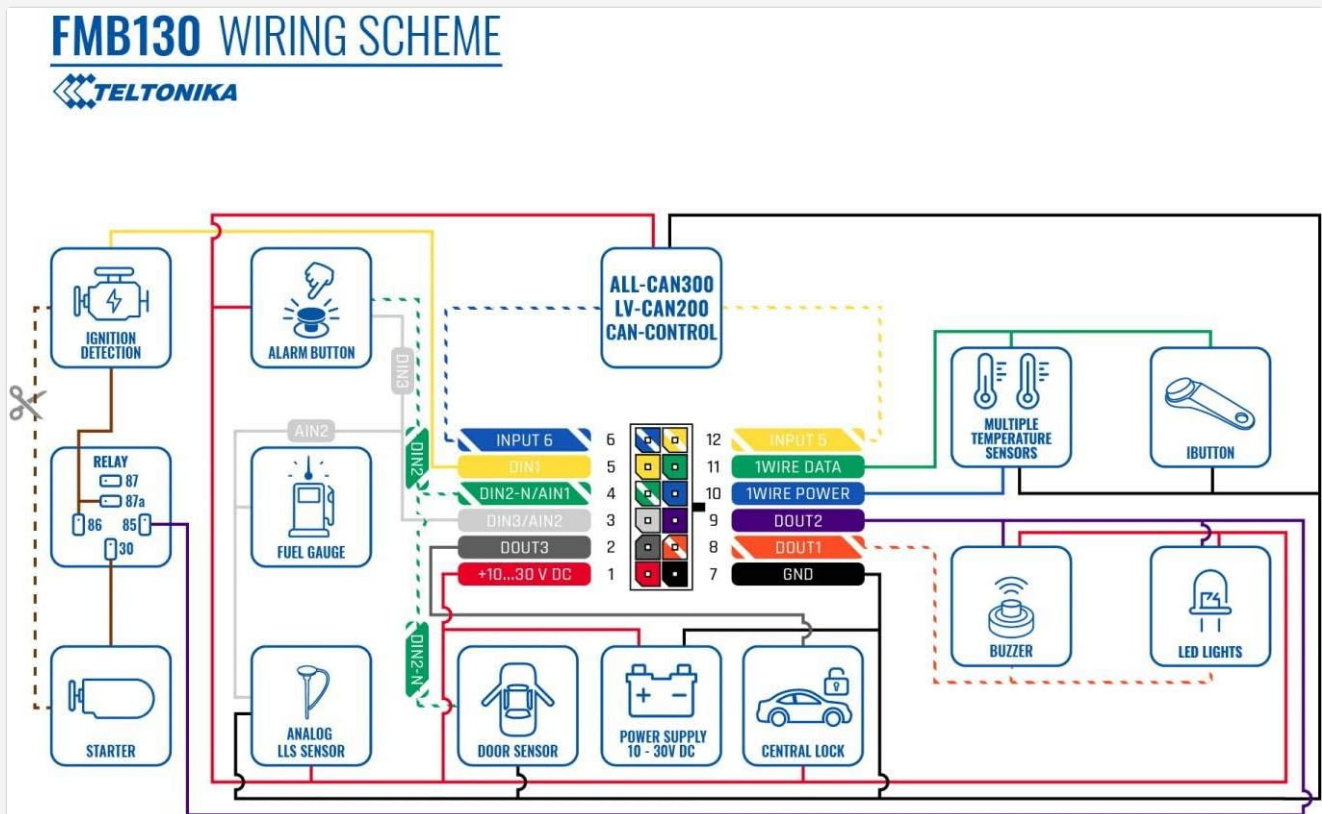 FMB130 WIRING SCHEME
TELTONIKA
IGNITION
DETECTION
ALARM BUTTON
ALL-CAN300
LV-CAN200
CAN-CONTROL
DIN3
AIN2
DIN2
RELAY
87
87a
86
85
30
FUEL GAUGE
INPUT 6
6
12
INPUT 5
DIN1
5
11
1WIRE DATA
DIN2-N/AIN1
4
10
1WIRE POWER
DIN3/AIN2
3
9
DOUT2
DOUT3
2
8
DOUT1
+10...30 V DC
1
7
GND
MULTIPLE
TEMPERATURE
SENSORS
IBUTTON
BUZZER
LED LIGHTS
STARTER
ANALOG
LLS SENSOR
DIN2-N
DOOR SENSOR
POWER SUPPLY
10 - 30V DC
CENTRAL LOCK